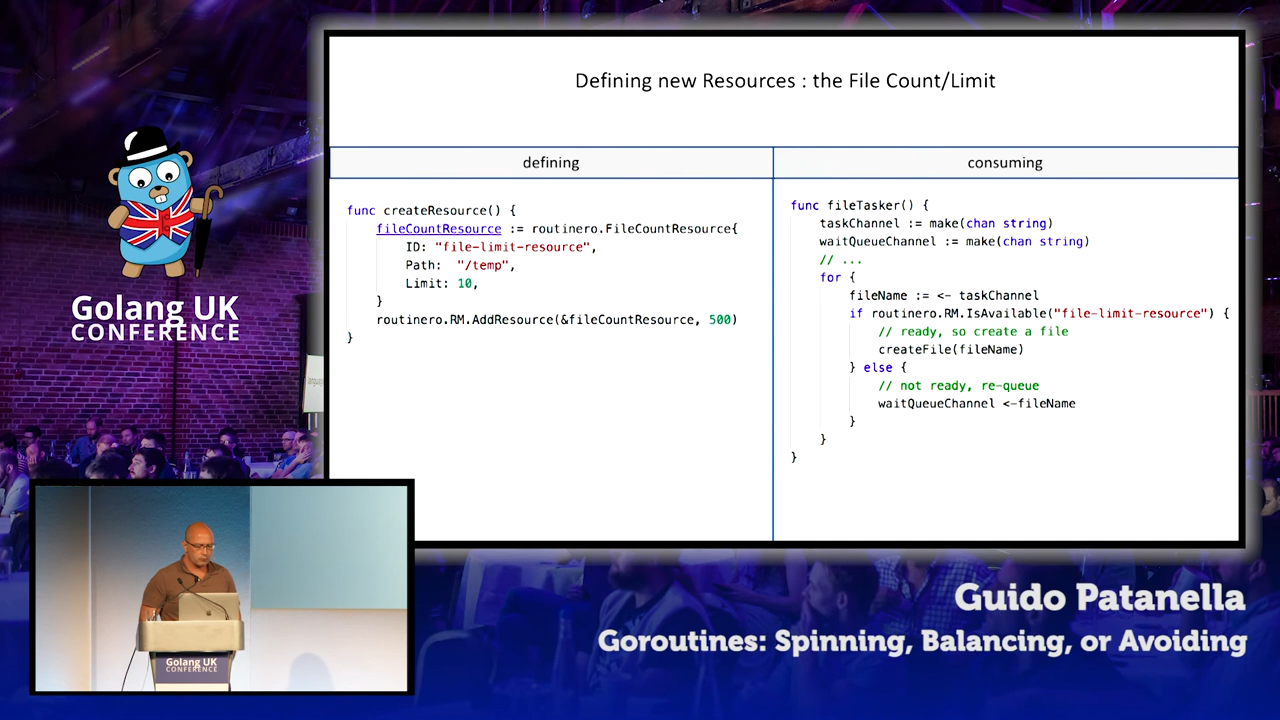 Defining new Resources : the File Count/Limit
defining
consuming
func createResource() {
fileCountResource := routinero.FileCountResource{
ID: "file-limit-resource",
Path: "/temp",
Limit: 10,
}
routinero.RM.AddResource(&fileCountResource, 500)
}
func fileTasker() {
taskChannel := make(chan string)
waitQueueChannel := make(chan string)
// ...
for {
fileName := <- taskChannel
if routinero.RM.IsAvailable("file-limit-resource") {
// ready, so create a file
createFile(fileName)
} else {
// not ready, re-queue
waitQueueChannel <-fileName
}
}
}
Golang UK
CONFERENCE
language
Golang UK
CONFERENCE
Guido Patanella
Goroutines: Spinning, Balancing, or Avoiding